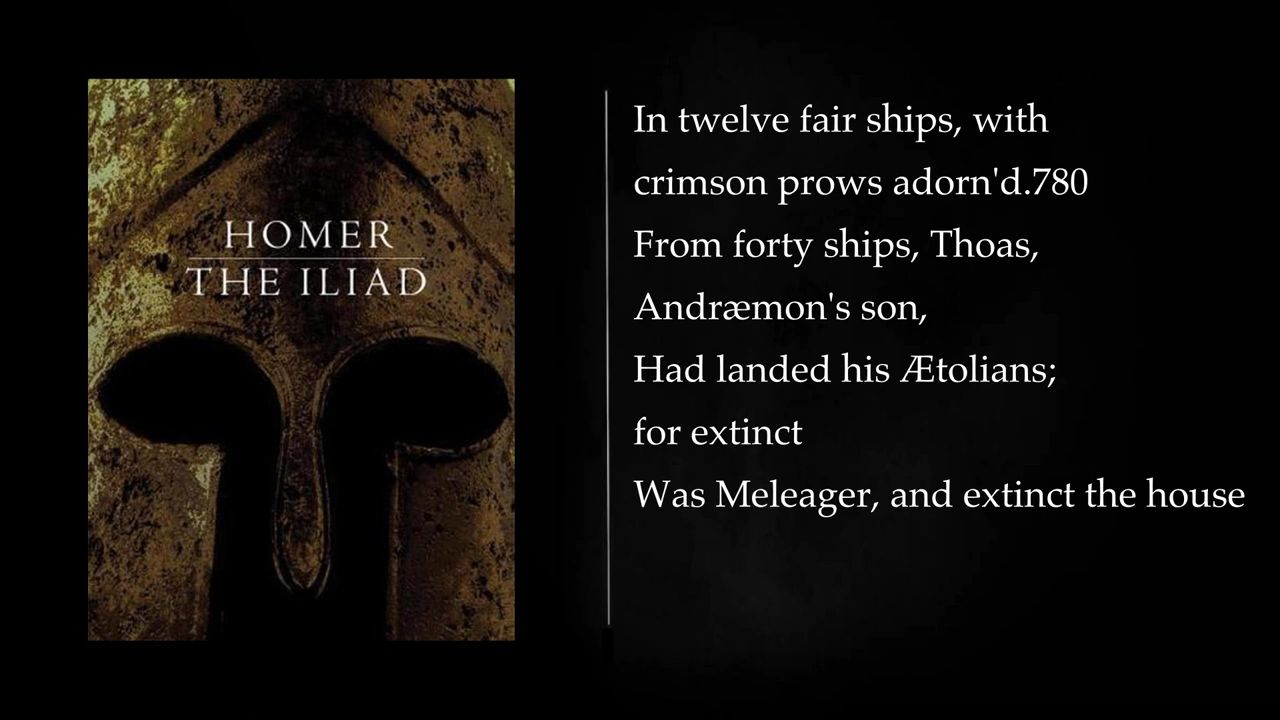 HOMER
THE ILIAD
In twelve fair ships, with
crimson prows adorn'd.780
From forty ships, Thoas,
Andræmon's son,
Had landed his Ætolians;
for extinct
Was Meleager, and extinct the house